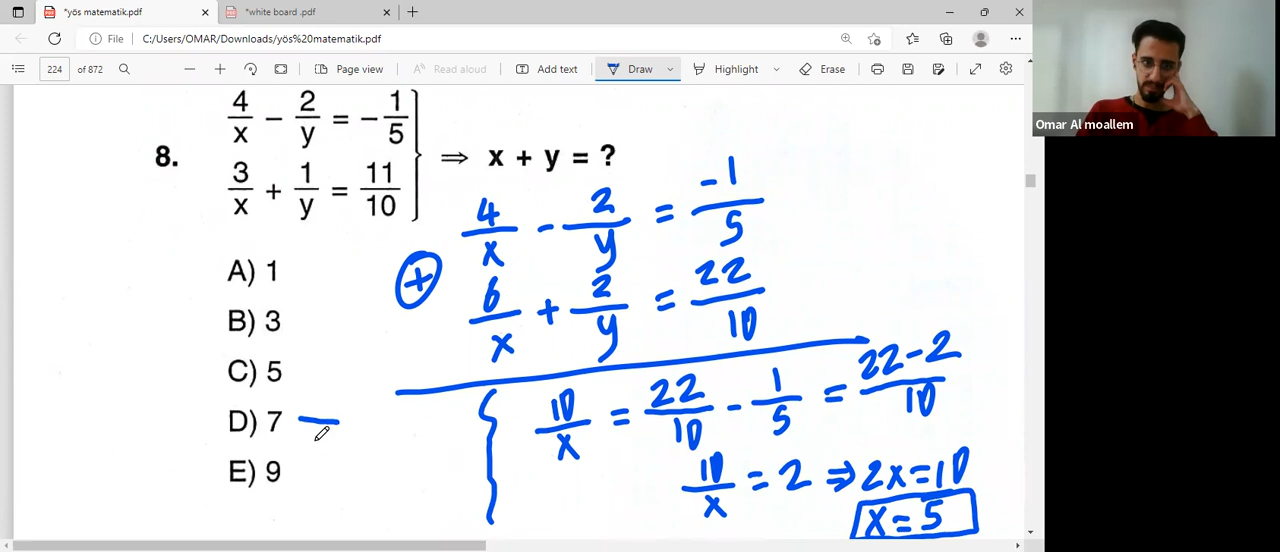 *yös matematik.pdf
*white board .pdf
File C:/Users/OMAR/Downloads/yös%20matematik.pdf
224 of 872 Page view Read aloud Add text Draw Highlight Erase
Omar Al moallem
8. 4/x - 2/y = -1/5
3/x + 1/y = 11/10
⇒ x + y = ?
A) 1
B) 3
C) 5
D) 7
E) 9
4/x - 2/y = -1/5
+
6/x + 2/y = 22/10
10/x = 22/10 - 1/5 = 22-2/10
10/x = 2 ⇒ 2x=10
x = 5